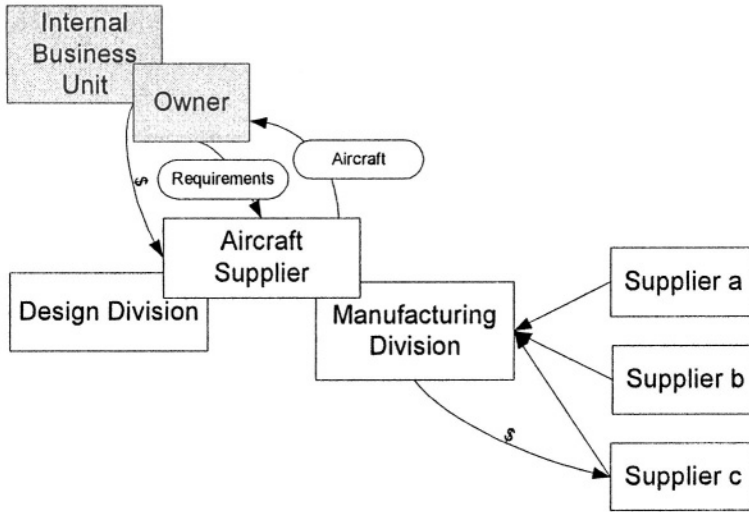 Internal
Business
Unit
Owner
$
Requirements
Aircraft
Aircraft
Supplier
Design Division
Manufacturing
Division
Supplier a
Supplier b
$
Supplier c